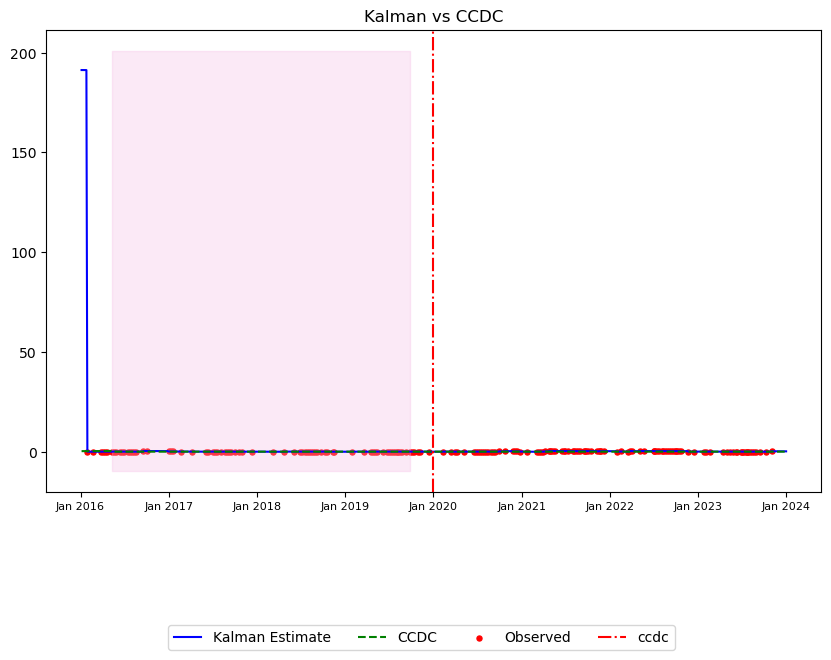 Kalman vs CCDC
200
150
100
50
0
Jan 2016 Jan 2017 Jan 2018 Jan 2019 Jan 2020 Jan 2021 Jan 2022 Jan 2023 Jan 2024
Kalman Estimate CCDC Observed ccdc